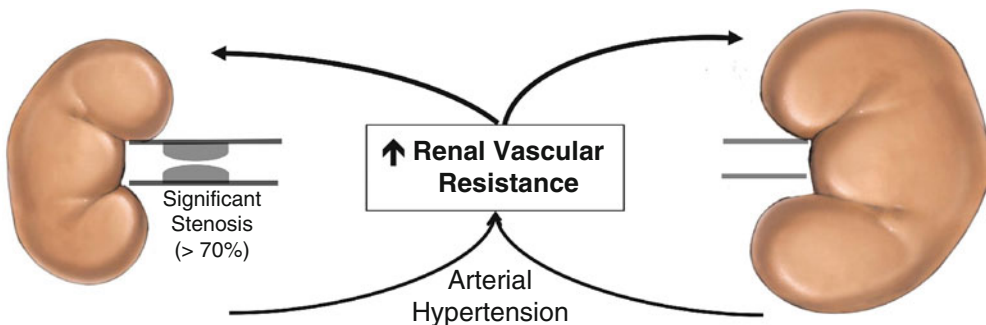 ↑ Renal Vascular
Resistance
Significant
Stenosis
(> 70%)
Arterial
Hypertension